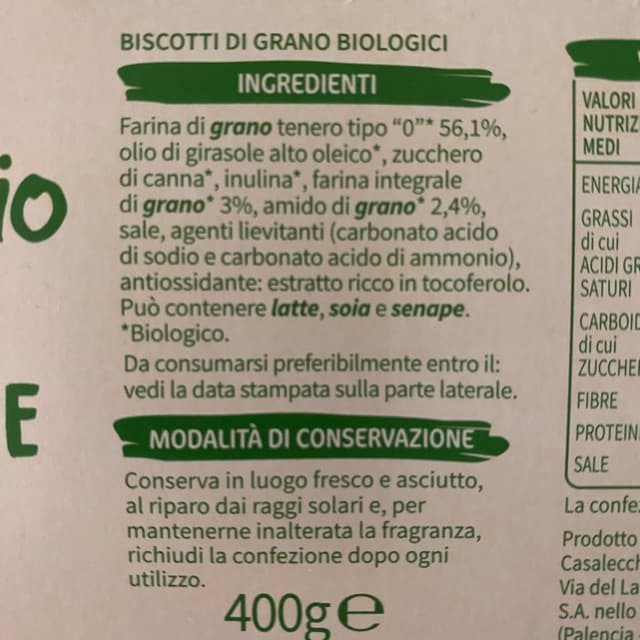 BISCOTTI DI GRANO BIOLOGICI
INGREDIENTI
Farina di grano tenero tipo “0”* 56,1%,
olio di girasole alto oleico*, zucchero
di canna*, inulina*, farina integrale
di grano* 3%, amido di grano* 2,4%,
sale, agenti lievitanti (carbonato acido
di sodio e carbonato acido di ammonio),
antiossidante: estratto ricco in tocoferolo.
Può contenere latte, soia e senape.
*Biologico.
Da consumarsi preferibilmente entro il:
vedi la data stampata sulla parte laterale.
MODALITÀ DI CONSERVAZIONE
Conserva in luogo fresco e asciutto,
al riparo dai raggi solari e, per
mantenerne inalterata la fragranza,
richiudi la confezione dopo ogni
utilizzo.
400g e
VALORI
NUTRIZ
MEDI
ENERGIA
GRASSI
di cui
ACIDI GR
SATURI
CARBOID
di cui
ZUCCHE
FIBRE
PROTEIN
SALE
La confe
Prodotto
Casalecch
Via del La
S.A. nello
(Palencia
io
E